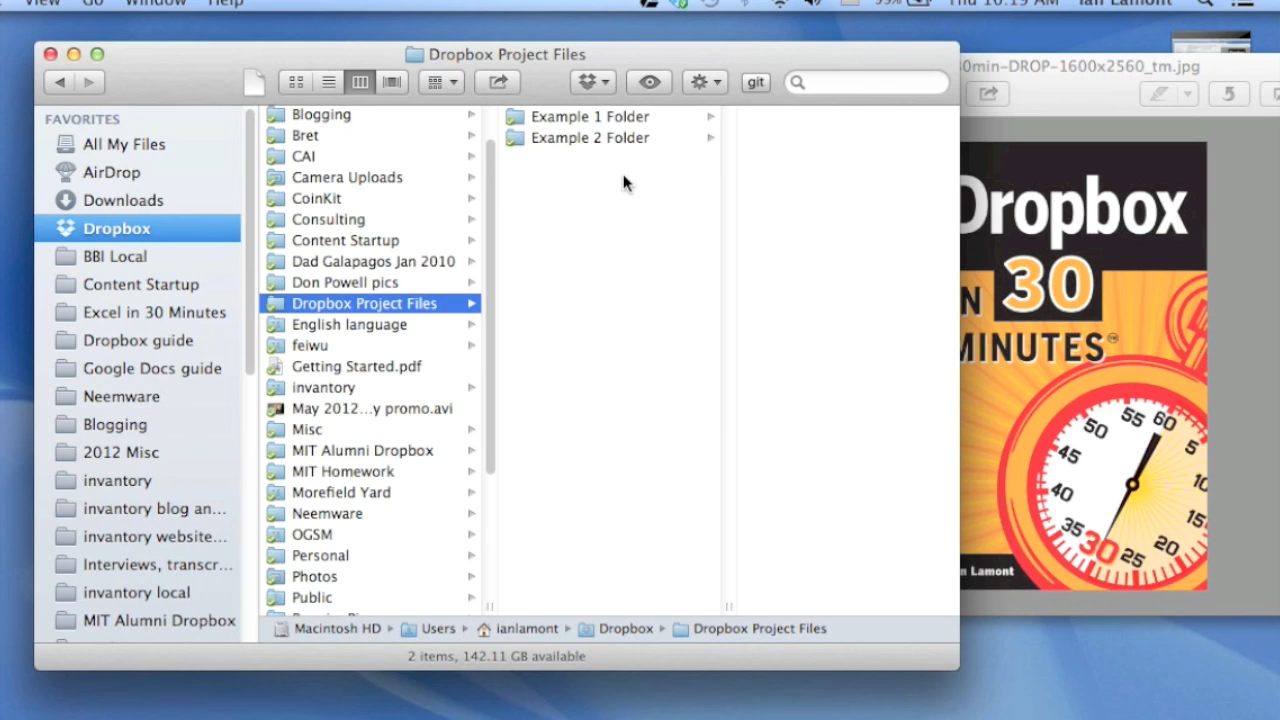 View Go Window Help 99% Thu 10:19 AM Ian Lamont
Dropbox Project Files
git
FAVORITES
All My Files
AirDrop
Downloads
Dropbox
BBI Local
Content Startup
Excel in 30 Minutes
Dropbox guide
Google Docs guide
Neemware
Blogging
2012 Misc
invantory
invantory blog an...
invantory website...
Interviews, transcr...
invantory local
MIT Alumni Dropbox
Blogging
Bret
CAI
Camera Uploads
CoinKit
Consulting
Content Startup
Dad Galapagos Jan 2010
Don Powell pics
Dropbox Project Files
English language
feiwu
Getting Started.pdf
invantory
May 2012...y promo.avi
Misc
MIT Alumni Dropbox
MIT Homework
Morefield Yard
Neemware
OGSM
Personal
Photos
Public
Example 1 Folder
Example 2 Folder
Macintosh HD Users ianlamont Dropbox Dropbox Project Files
2 items, 142.11 GB available
0min-DROP-1600x2560_tm.jpg
Dropbox
N 30
MINUTES™
55 60
50 5
45
40 10
35 15
30 25 20
n Lamont